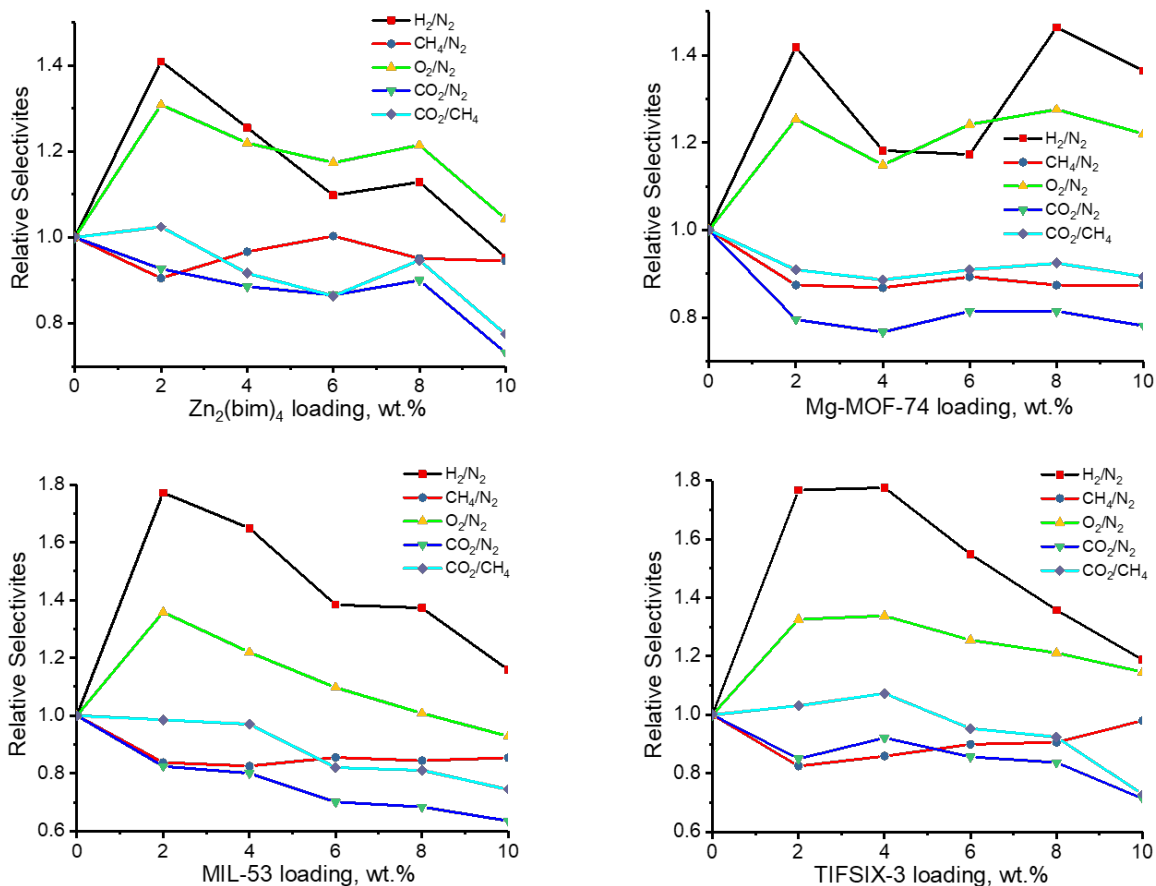 H₂/N₂
CH₄/N₂
O₂/N₂
CO₂/N₂
CO₂/CH₄
1.4
1.2
1.0
0.8
Relative Selectivites
0 2 4 6 8 10
Zn₂(bim)₄ loading, wt.%
1.4
1.2
1.0
0.8
Relative Selectivites
H₂/N₂
CH₄/N₂
O₂/N₂
CO₂/N₂
CO₂/CH₄
0 2 4 6 8 10
Mg-MOF-74 loading, wt.%
H₂/N₂
CH₄/N₂
O₂/N₂
CO₂/N₂
CO₂/CH₄
1.8
1.6
1.4
1.2
1.0
0.8
0.6
Relative Selectivites
0 2 4 6 8 10
MIL-53 loading, wt.%
H₂/N₂
CH₄/N₂
O₂/N₂
CO₂/N₂
CO₂/CH₄
1.8
1.6
1.4
1.2
1.0
0.8
0.6
Relative Selectivites
0 2 4 6 8 10
TIFSIX-3 loading, wt.%